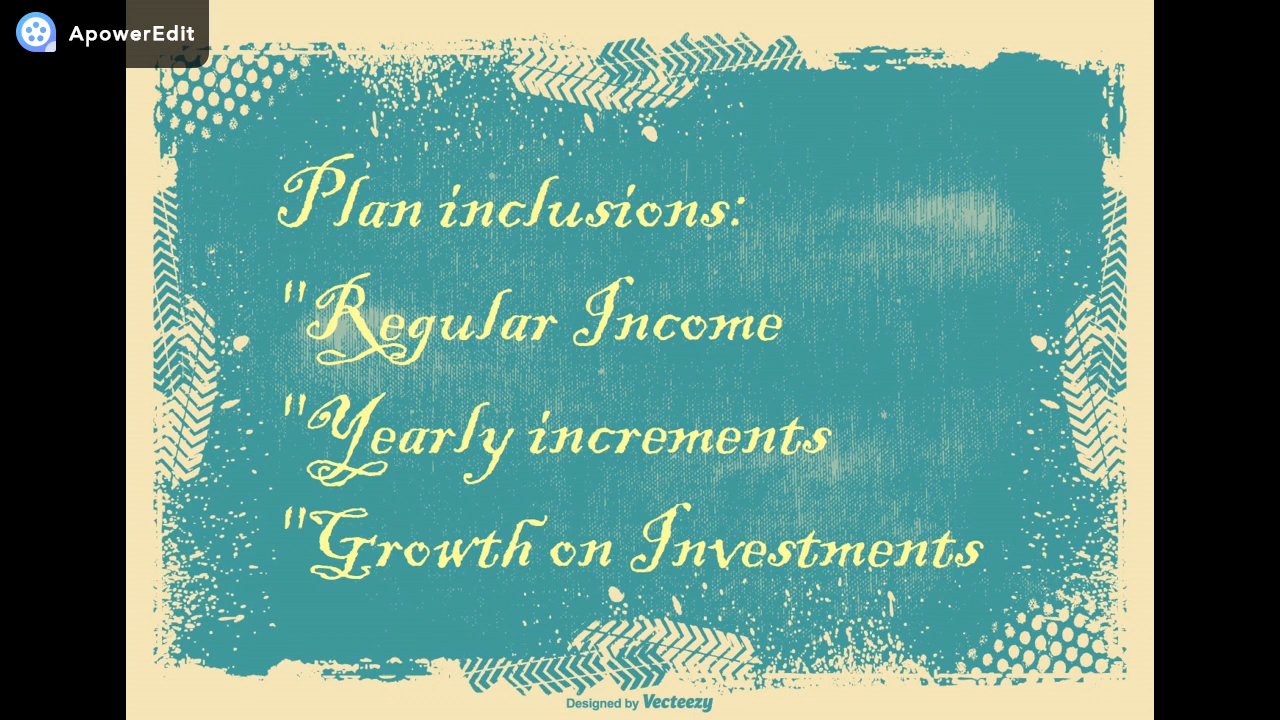 ApowerEdit
Plan inclusions:
"Regular Income
"Yearly increments
"Growth on Investments
Designed by Vecteezy